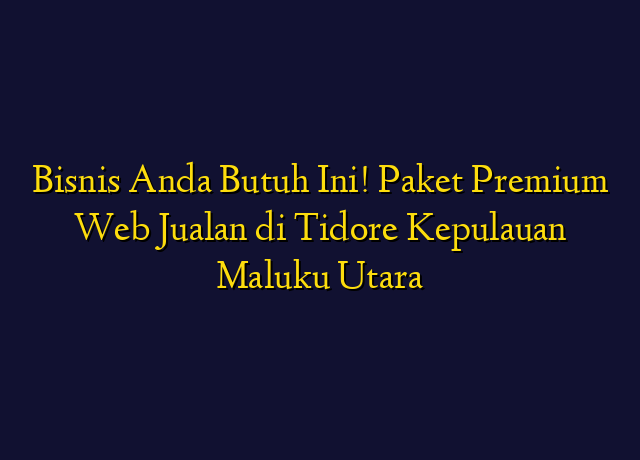 Bisnis Anda Butuh Ini! Paket Premium
Web Jualan di Tidore Kepulauan
Maluku Utara